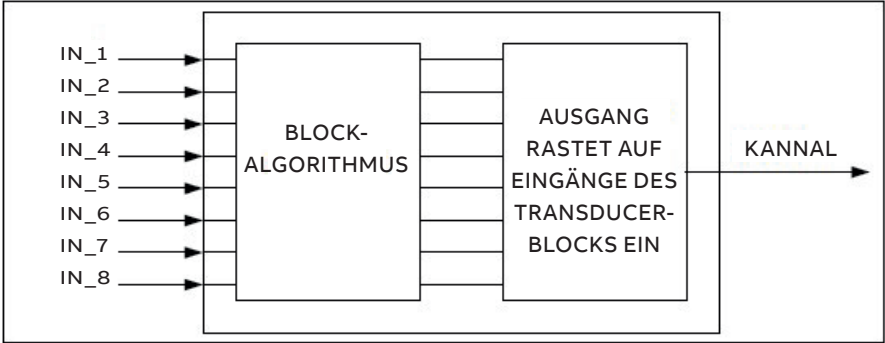 IN_1
IN_2
IN_3
IN_4
IN_5
IN_6
IN_7
IN_8
BLOCK-
ALGORITHMUS
AUSGANG
RASTET AUF
EINGÄNGE DES
TRANSDUCER-
BLOCKS EIN
KANNAL